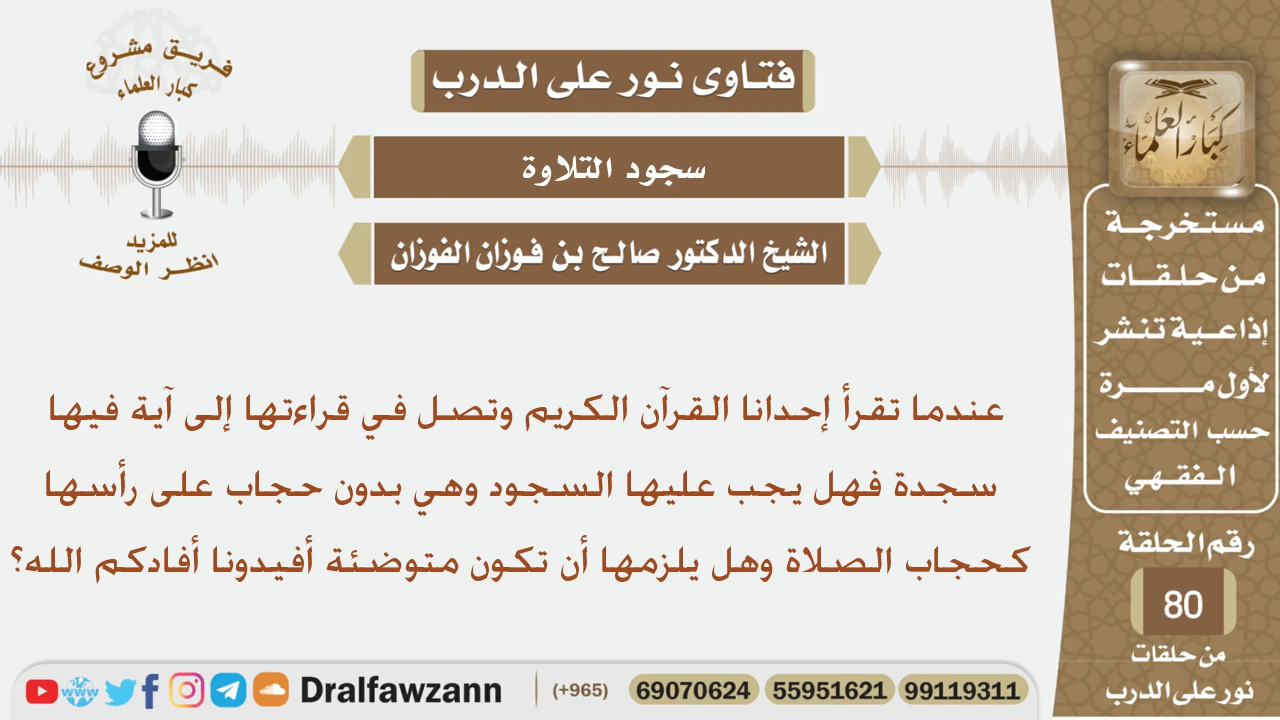 فريق مشروع
كبار العلماء
للمزيد
انظر الوصف
فتاوى نور على الدرب
سجود التلاوة
الشيخ الدكتور صالح بن فوزان الفوزان
عندما تقرأ إحدانا القرآن الكريم وتصل في قراءتها إلى آية فيها
سجدة فهل يجب عليها السجود وهي بدون حجاب على رأسها
كحجاب الصلاة وهل يلزمها أن تكون متوضئة أفيدونا أفادكم الله؟
كبار العلماء
مستخرجة
من حلقات
إذاعية تنشر
لأول مرة
حسب التصنيف
الفقهي
رقم الحلقة
80
من حلقات
نور على الدرب
www Dralfawzann (+965) 69070624 55951621 99119311